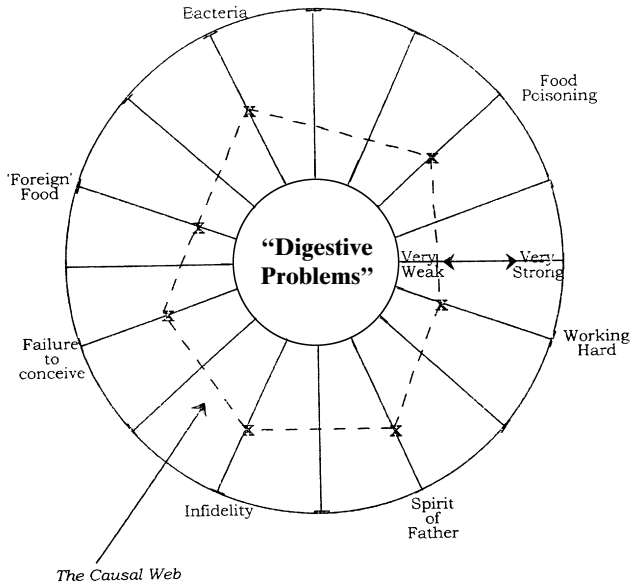 Bacteria
Food
Poisoning
'Foreign'
Food
“Digestive
Problems”
Very
Weak
Very
Strong
Failure
to
conceive
Working
Hard
Infidelity
Spirit
of
Father
The Causal Web